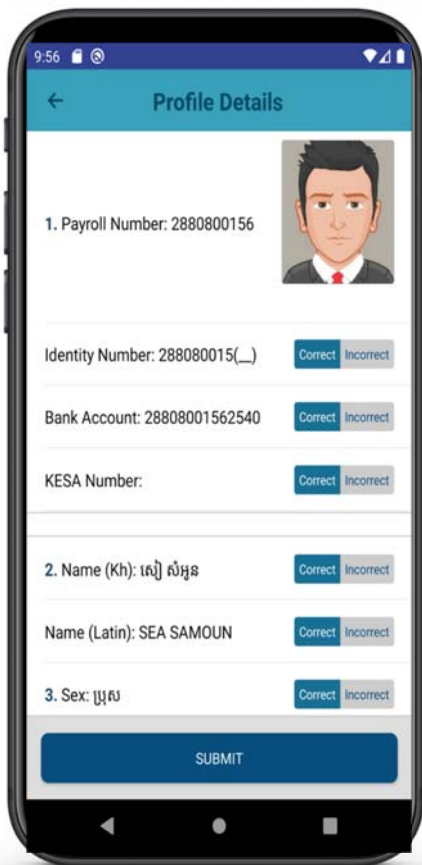 9:56
Profile Details
1. Payroll Number: 2880800156
Identity Number: 288080015(__)
Correct Incorrect
Bank Account: 28808001562540
Correct Incorrect
KESA Number:
Correct Incorrect
2. Name (Kh): សៀ សំអូន
Correct Incorrect
Name (Latin): SEA SAMOUN
Correct Incorrect
3. Sex: ប្រុស
Correct Incorrect
SUBMIT